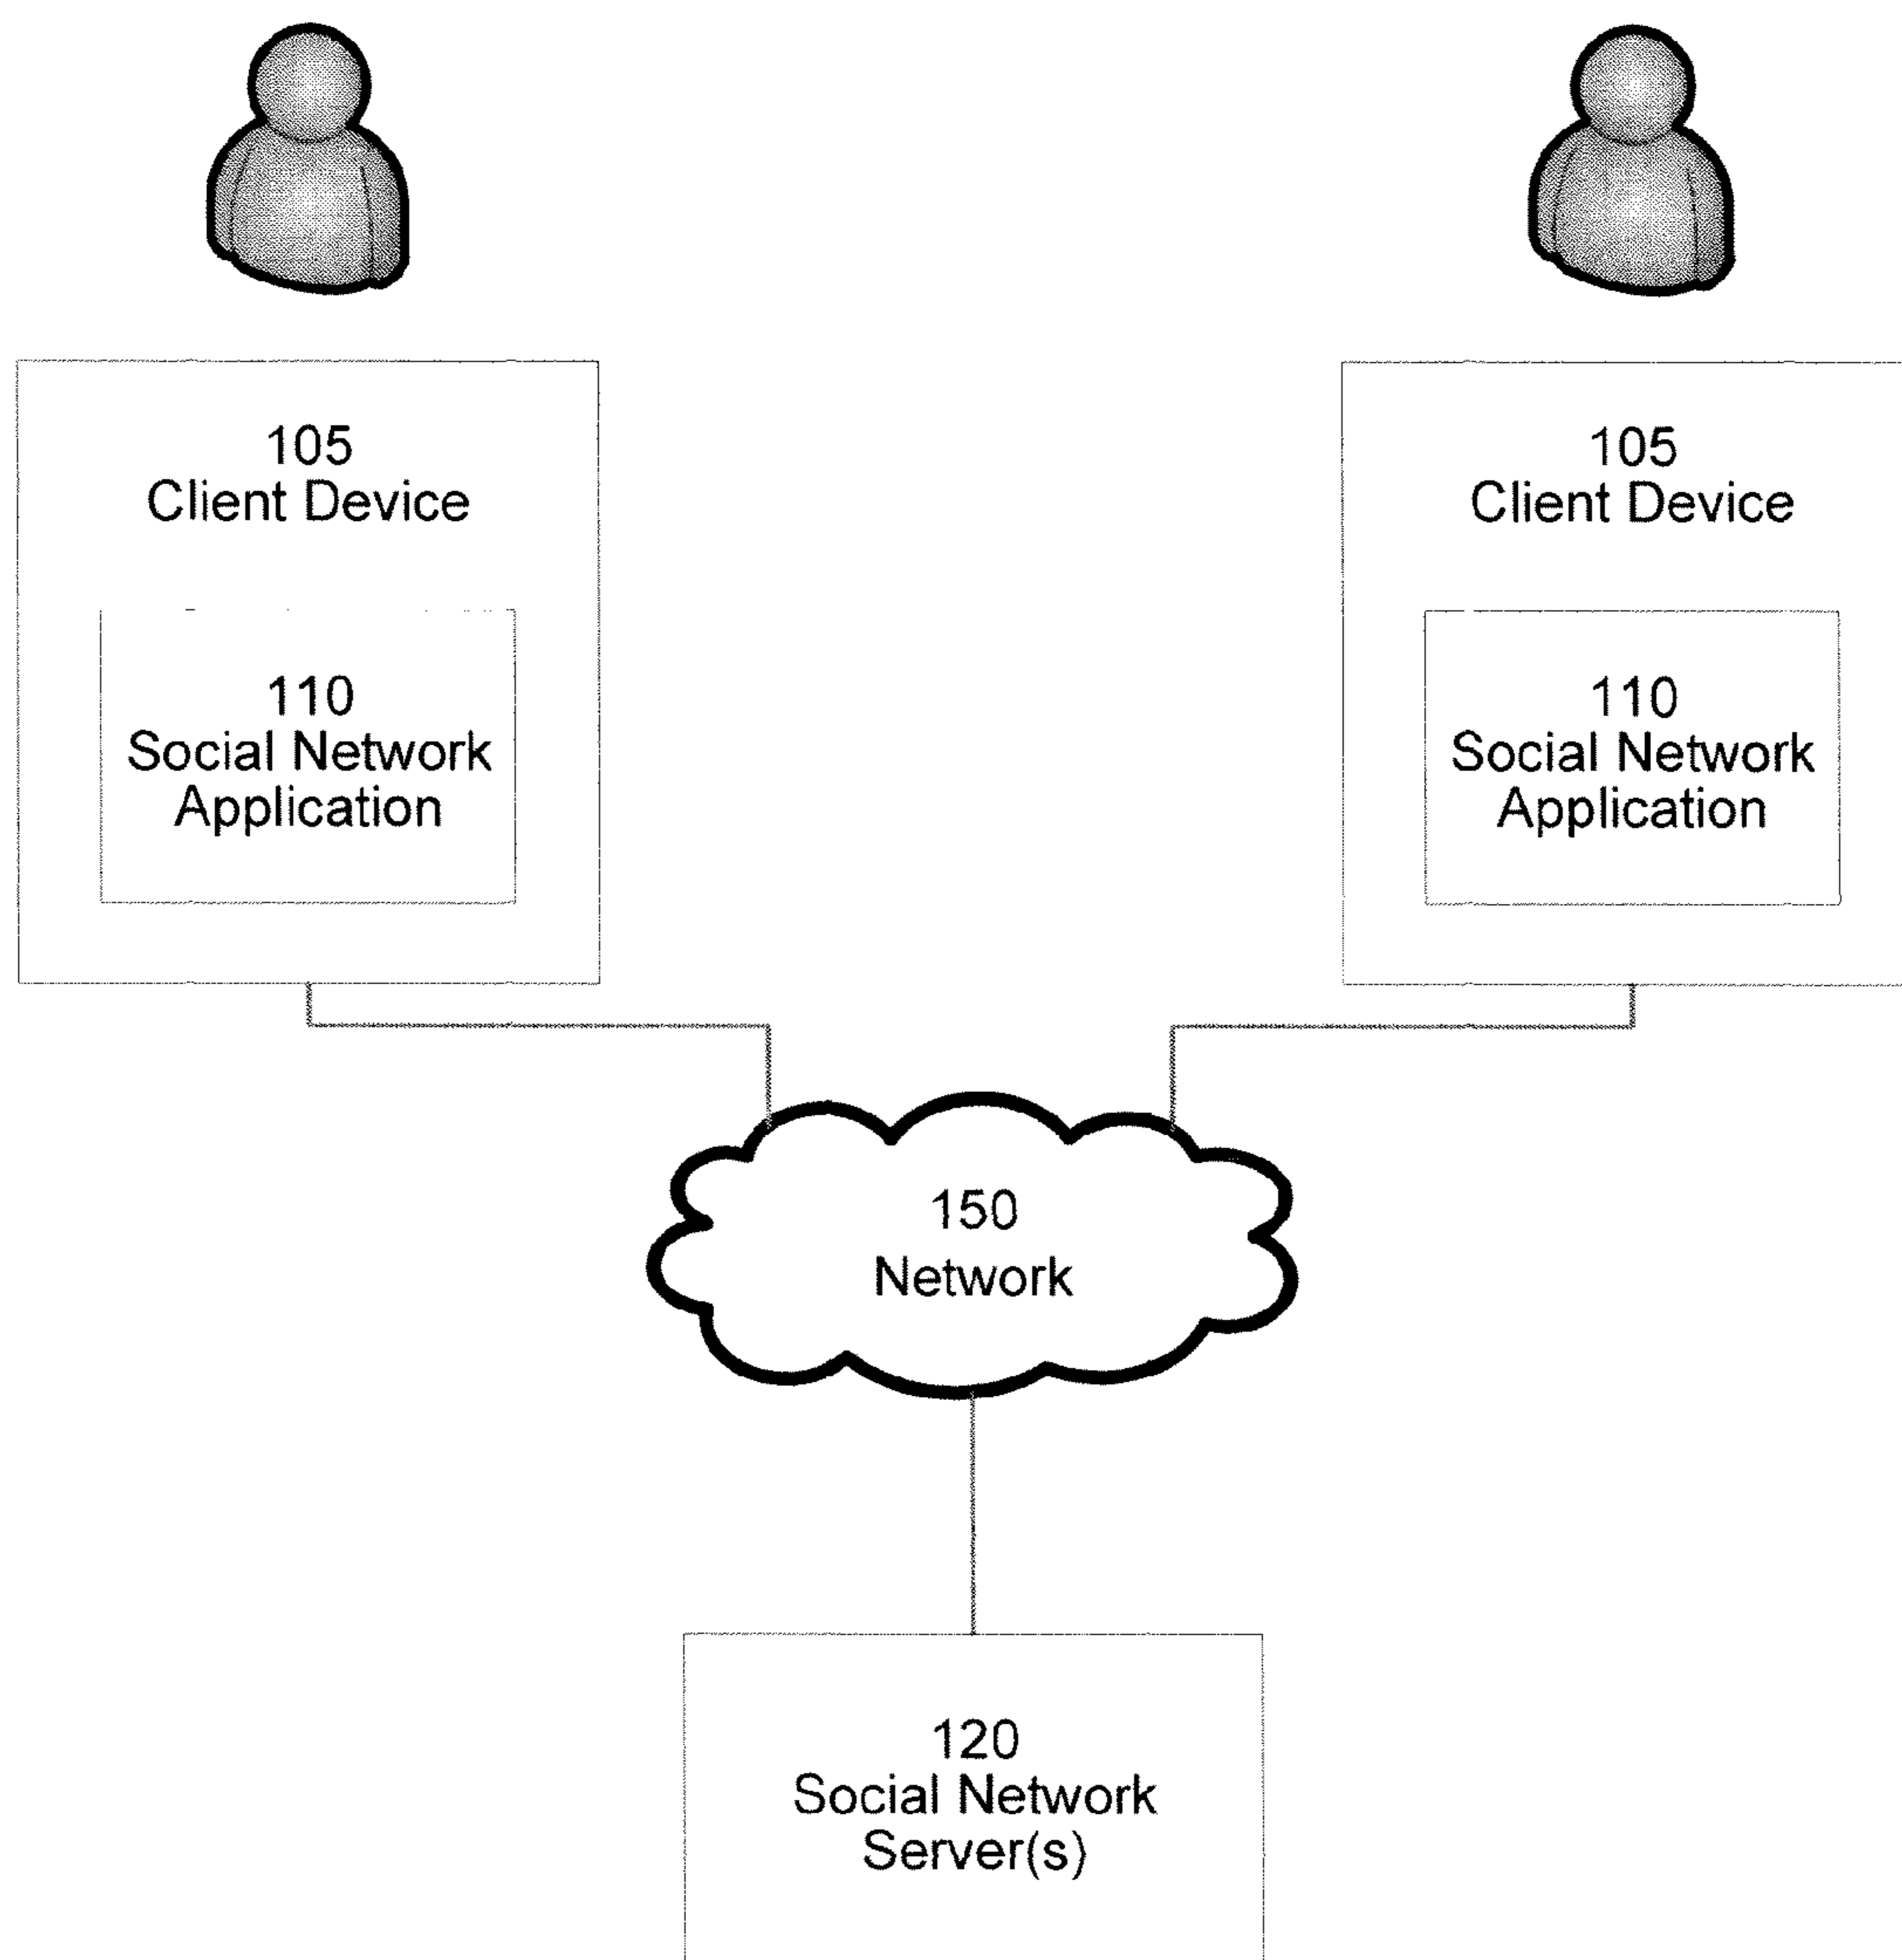 105
Client Device
110
Social Network
Application
105
Client Device
110
Social Network
Application
150
Network
120
Social Network
Server(s)